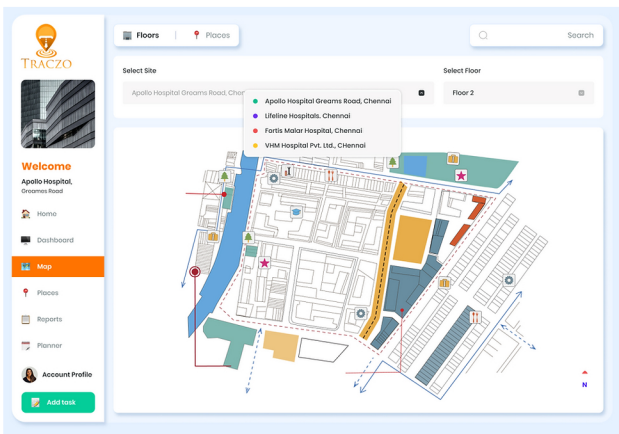 TRACZO
Floors
Places
Search
Select Site
Select Floor
Apollo Hospital Groams Road, Chen
Floor 2
Apollo Hospital Greams Road, Chennai
Lifeline Hospitals. Chennai
Fortis Malar Hospital, Chennai
VHM Hospital Pvt. Ltd., CHennai
Welcome
Apollo Hospital,
Greamos Road
Home
Dashboard
Map
Places
Reports
Planner
Account Profile
Add task
N